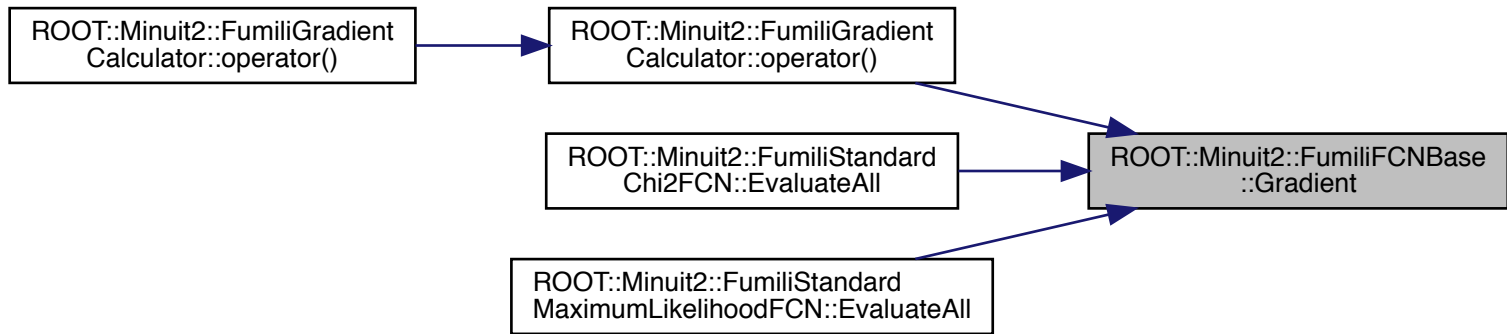 ROOT::Minuit2::FumiliGradient
Calculator::operator()
ROOT::Minuit2::FumiliGradient
Calculator::operator()
ROOT::Minuit2::FumiliStandard
Chi2FCN::EvaluateAll
ROOT::Minuit2::FumiliFCNBase
::Gradient
ROOT::Minuit2::FumiliStandard
MaximumLikelihoodFCN::EvaluateAll